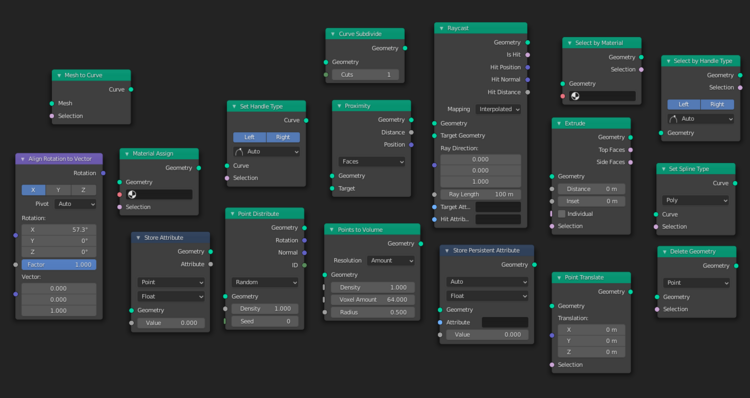 Mesh to Curve
Curve
Mesh
Selection
Align Rotation to Vector
Rotation
X Y Z
Pivot Auto
Rotation:
X 57.3°
Y 0°
Z 0°
Factor 1.000
Vector:
0.000
0.000
1.000
Material Assign
Geometry
Geometry
Selection
Store Attribute
Geometry
Attribute
Point
Float
Geometry
Value 0.000
Set Handle Type
Curve
Left Right
Auto
Curve
Selection
Point Distribute
Geometry
Rotation
Normal
ID
Random
Geometry
Density 1.000
Seed 0
Curve Subdivide
Geometry
Geometry
Cuts 1
Proximity
Geometry
Distance
Position
Faces
Geometry
Target
Points to Volume
Geometry
Resolution Amount
Geometry
Density 1.000
Voxel Amount 64.000
Radius 0.500
Raycast
Geometry
Is Hit
Hit Position
Hit Normal
Hit Distance
Mapping Interpolated
Geometry
Target Geometry
Ray Direction:
0.000
0.000
1.000
Ray Length 100 m
Target Att..
Hit Attrib..
Store Persistent Attribute
Geometry
Auto
Float
Geometry
Attribute
Value 0.000
Select by Material
Geometry
Selection
Geometry
Extrude
Geometry
Top Faces
Side Faces
Geometry
Distance 0 m
Inset 0 m
Individual
Selection
Point Translate
Geometry
Geometry
Translation:
X 0 m
Y 0 m
Z 0 m
Selection
Select by Handle Type
Geometry
Selection
Left Right
Auto
Geometry
Set Spline Type
Curve
Poly
Curve
Selection
Delete Geometry
Geometry
Point
Geometry
Selection